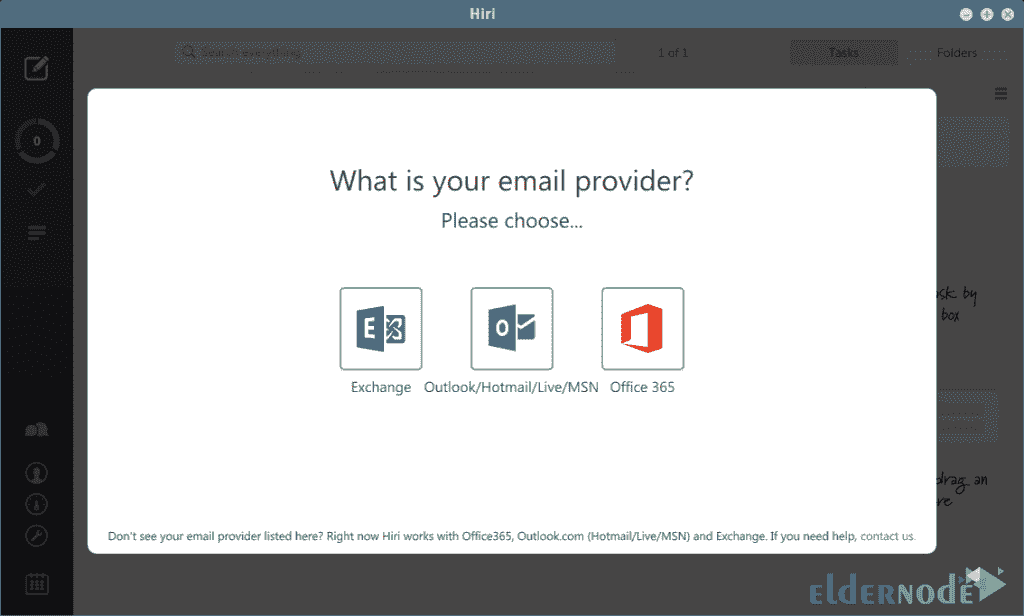 Hiri
Search everything
1 of 1
Tasks
Folders
0
What is your email provider?
Please choose...
E
O
Exchange
Outlook/Hotmail/Live/MSN
Office 365
ask by
box
drag an
re
Don't see your email provider listed here? Right now Hiri works with Office365, Outlook.com (Hotmail/Live/MSN) and Exchange. If you need help, contact us.
eldernode